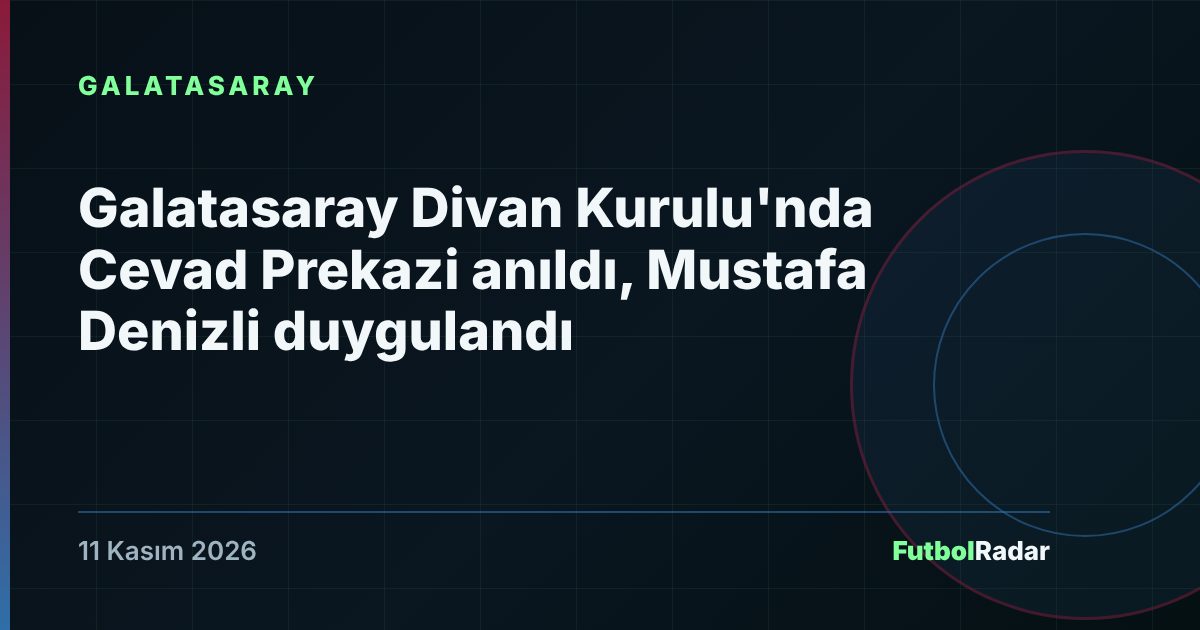 GALATASARAY
Galatasaray Divan Kurulu'nda
Cevad Prekazi anıldı, Mustafa
Denizli duygulandı
11 Kasım 2026
FutbolRadar